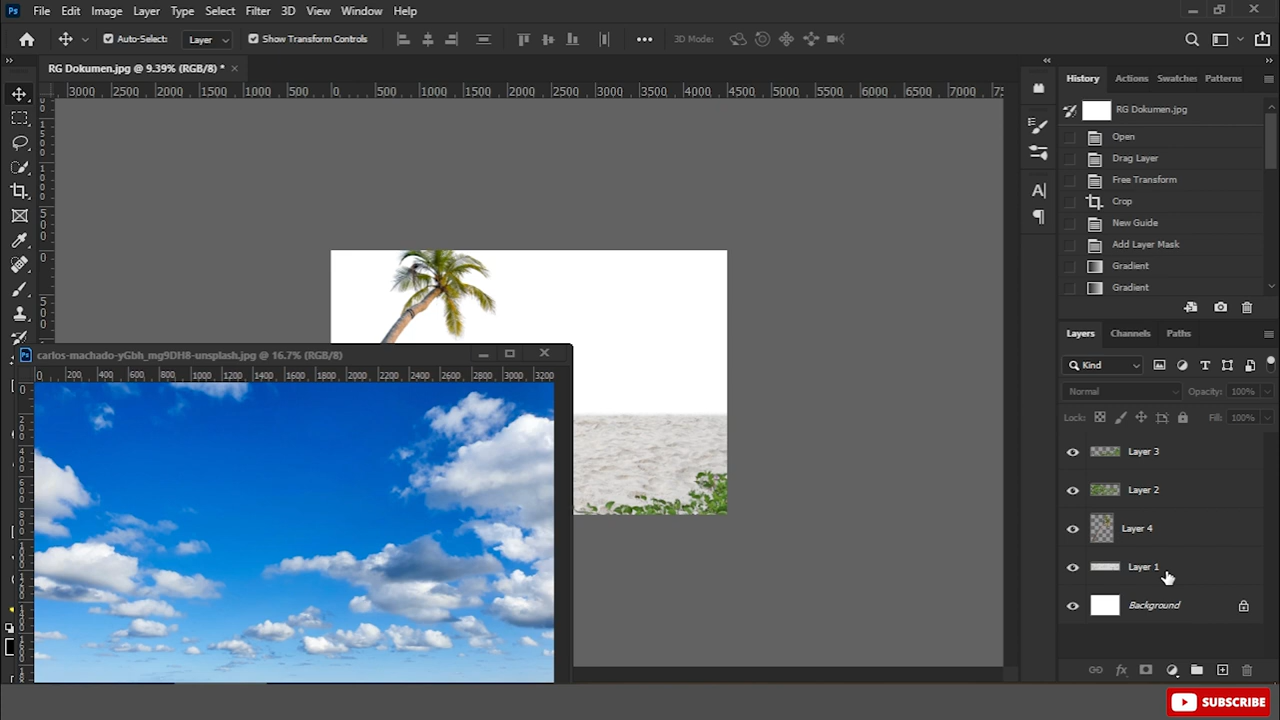 Ps File Edit Image Layer Type Select Filter 3D View Window Help
Auto-Select: Layer Show Transform Controls ••• 3D Mode:
RG Dokumen.jpg @ 9.39% (RGB/8) * ×
3000 2500 2000 1500 1000 500 0 500 1000 1500 2000 2500 3000 3500 4000 4500 5000 5500 6000 6500 7000
History Actions Swatches Patterns
RG Dokumen.jpg
Open
Drag Layer
Free Transform
Crop
New Guide
Add Layer Mask
Gradient
Gradient
Layers Channels Paths
Kind
Normal Opacity: 100%
Lock: Fill: 100%
Layer 3
Layer 2
Layer 4
Layer 1
Background
fx
Ps carlos-machado-yGbh_mg9DH8-unsplash.jpg @ 16.7% (RGB/8)
0 200 400 600 800 1000 1200 1400 1600 1800 2000 2200 2400 2600 2800 3000 3200
SUBSCRIBE